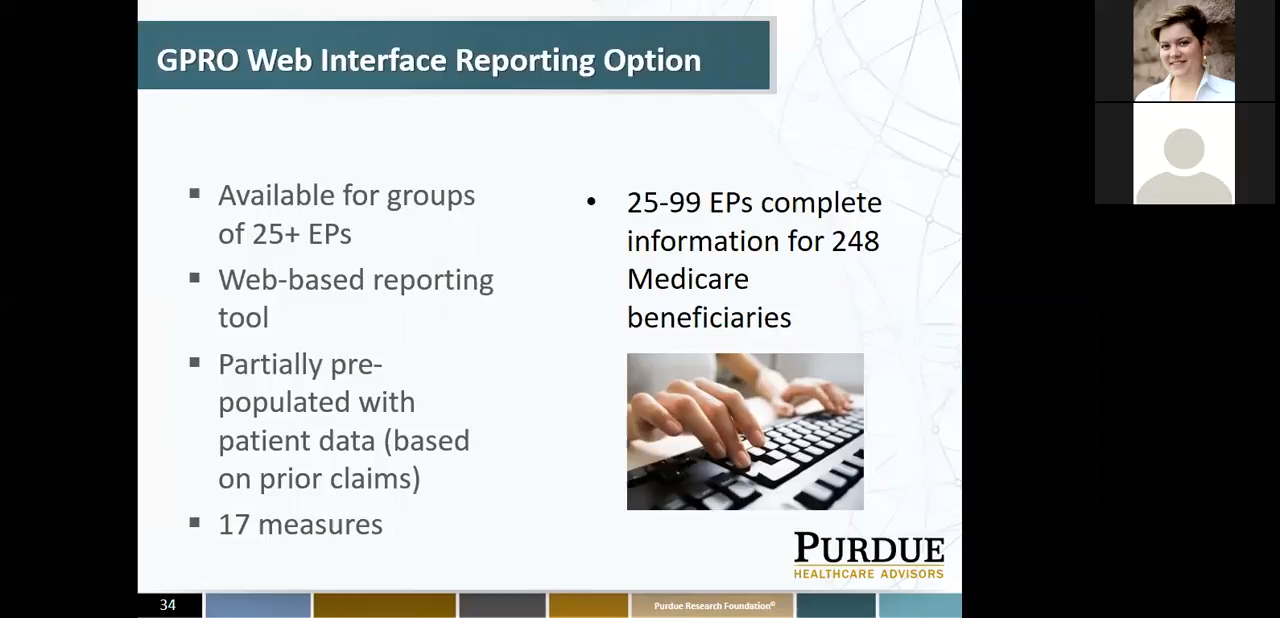 GPRO Web Interface Reporting Option
▪ Available for groups
of 25+ EPs
▪ Web-based reporting
tool
▪ Partially pre-
populated with
patient data (based
on prior claims)
▪ 17 measures
• 25-99 EPs complete
information for 248
Medicare
beneficiaries
PURDUE
HEALTHCARE ADVISORS
34
Purdue Research Foundation®